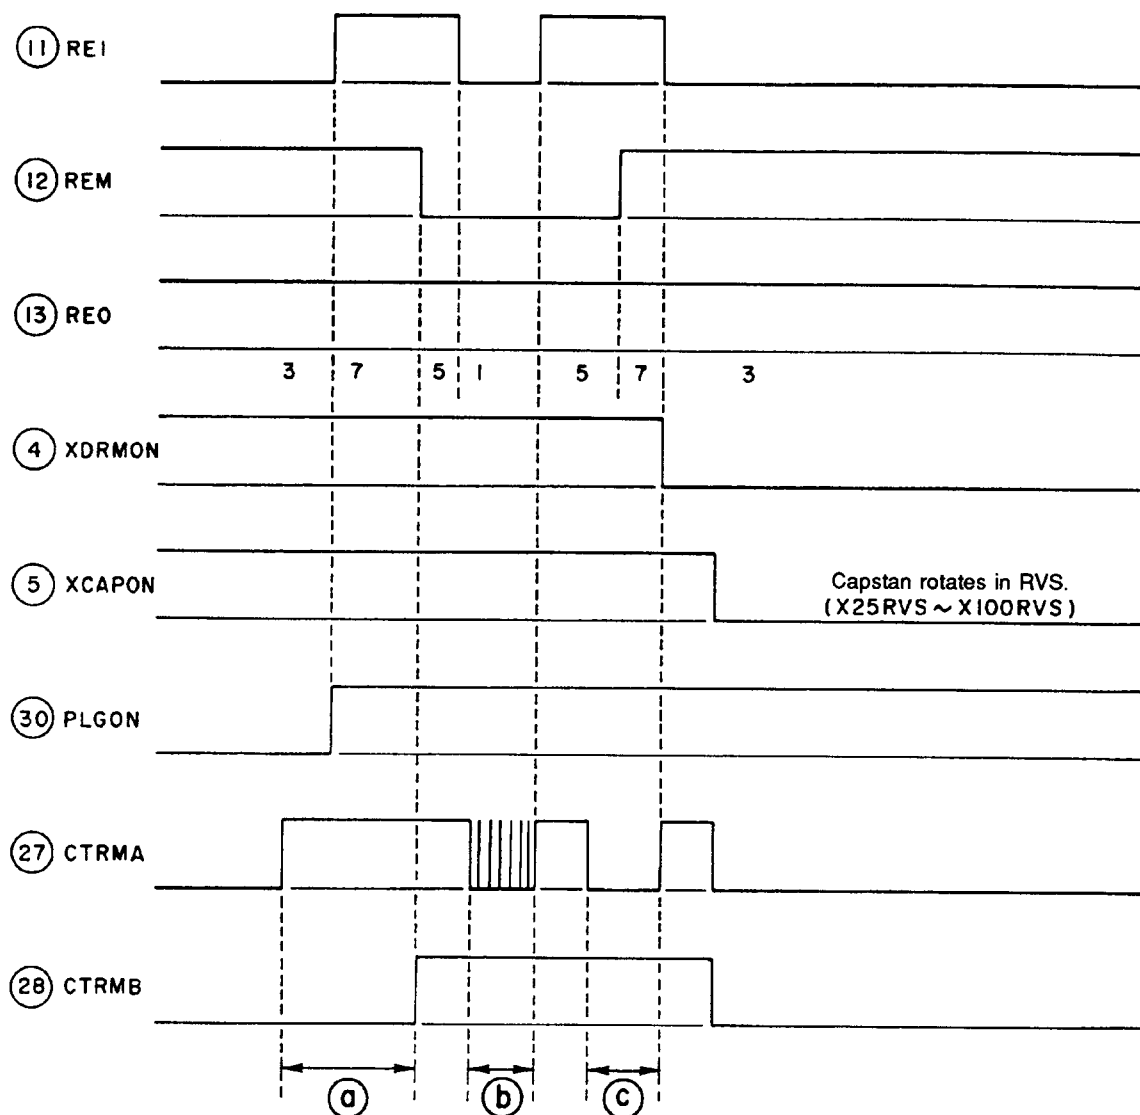 11 REI
12 REM
13 REO
3 7 5 1 5 7 3
4 XDRMON
5 XCAPON
Capstan rotates in RVS.
(X25RVS ~ X100RVS)
30 PLGON
27 CTRMA
28 CTRMB
a b c